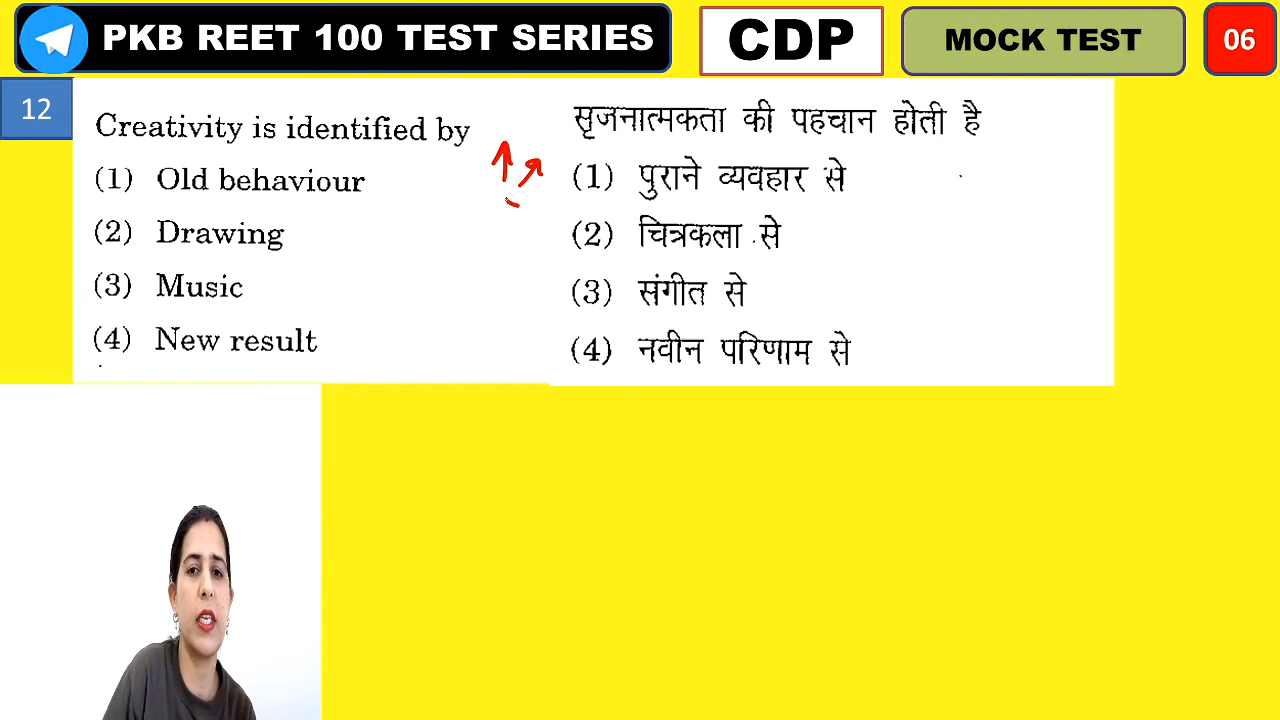 PKB REET 100 TEST SERIES
CDP
MOCK TEST
06
12
Creativity is identified by
(1) Old behaviour
(2) Drawing
(3) Music
(4) New result
सृजनात्मकता की पहचान होती है
(1) पुराने व्यवहार से
(2) चित्रकला से
(3) संगीत से
(4) नवीन परिणाम से